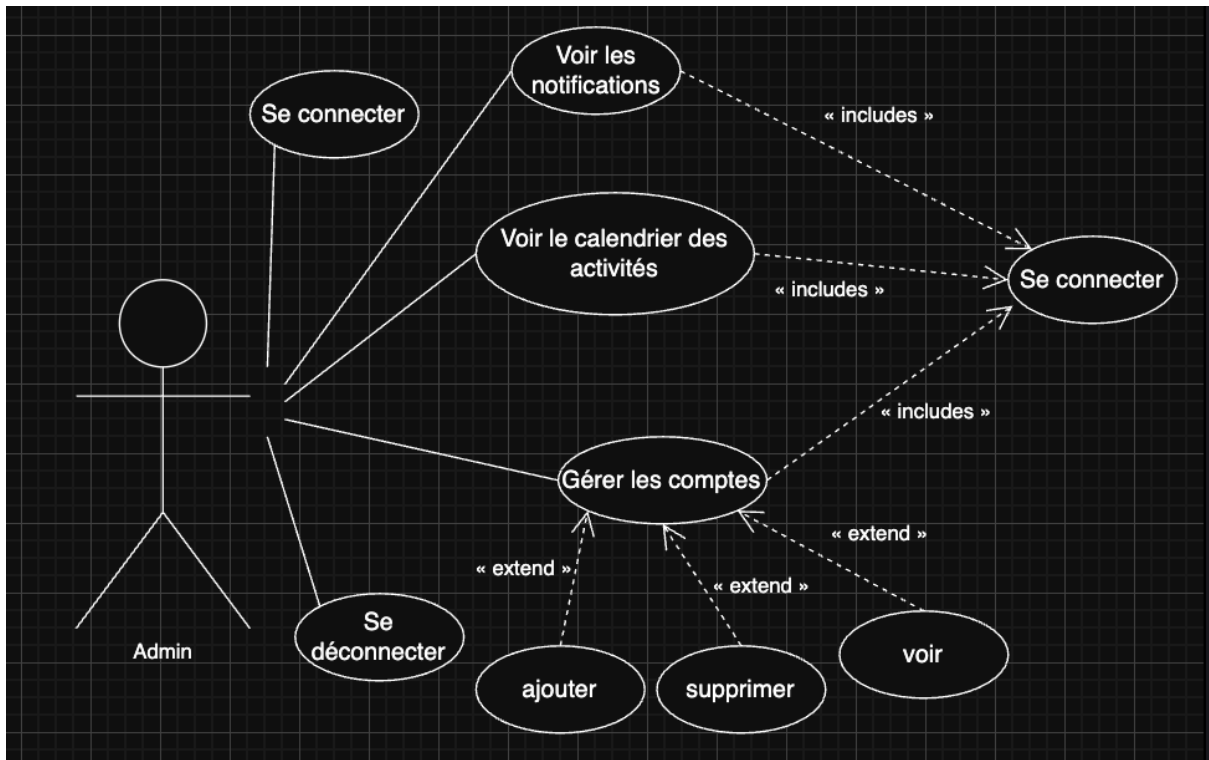 Voir les
notifications
Se connecter
« includes »
Voir le calendrier des
activités
« includes »
Se connecter
« includes »
Gérer les comptes
« extend »
« extend »
« extend »
Se
déconnecter
Admin
ajouter
supprimer
voir